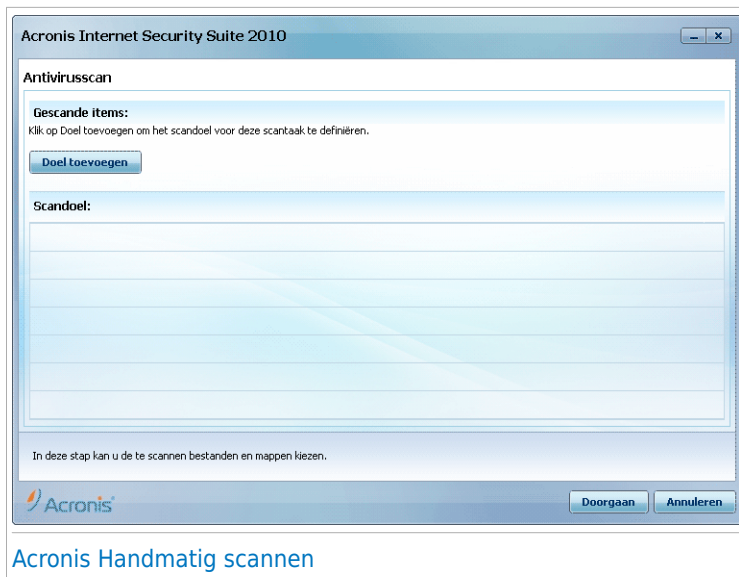 Acronis Internet Security Suite 2010
Antivirusscan
Gescande items:
Klik op Doel toevoegen om het scandoel voor deze scantaak te definiëren.
Doel toevoegen
Scandoel:
In deze stap kan u de te scannen bestanden en mappen kiezen.
Acronis
Doorgaan
Annuleren
Acronis Handmatig scannen